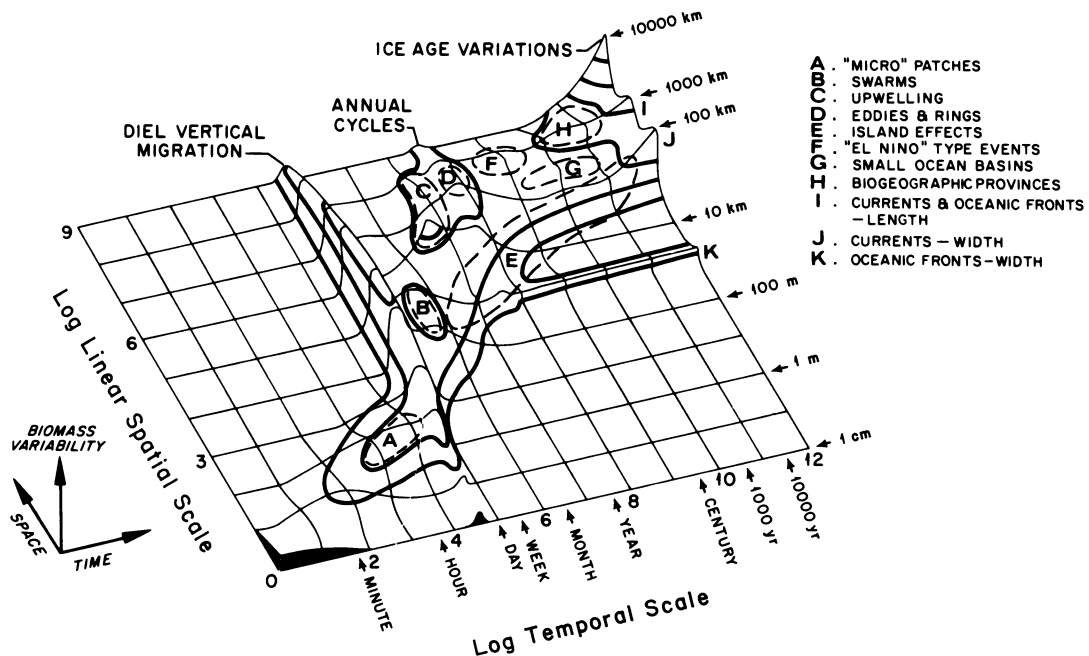 ICE AGE VARIATIONS
10000 km
1000 km
100 km
10 km
100 m
1 m
1 cm
ANNUAL
CYCLES
DIEL VERTICAL
MIGRATION
A . "MICRO" PATCHES
B . SWARMS
C . UPWELLING
D . EDDIES & RINGS
E . ISLAND EFFECTS
F . "EL NINO" TYPE EVENTS
G . SMALL OCEAN BASINS
H . BIOGEOGRAPHIC PROVINCES
I . CURRENTS & OCEANIC FRONTS
-LENGTH
J . CURRENTS - WIDTH
K . OCEANIC FRONTS-WIDTH
I
J
K
H
F
G
C
D
E
B
A
9
6
3
0
Log Linear Spatial Scale
BIOMASS
VARIABILITY
SPACE
TIME
2
4
6
8
10
12
MINUTE
HOUR
DAY
WEEK
MONTH
YEAR
CENTURY
1000 yr
10000 yr
Log Temporal Scale